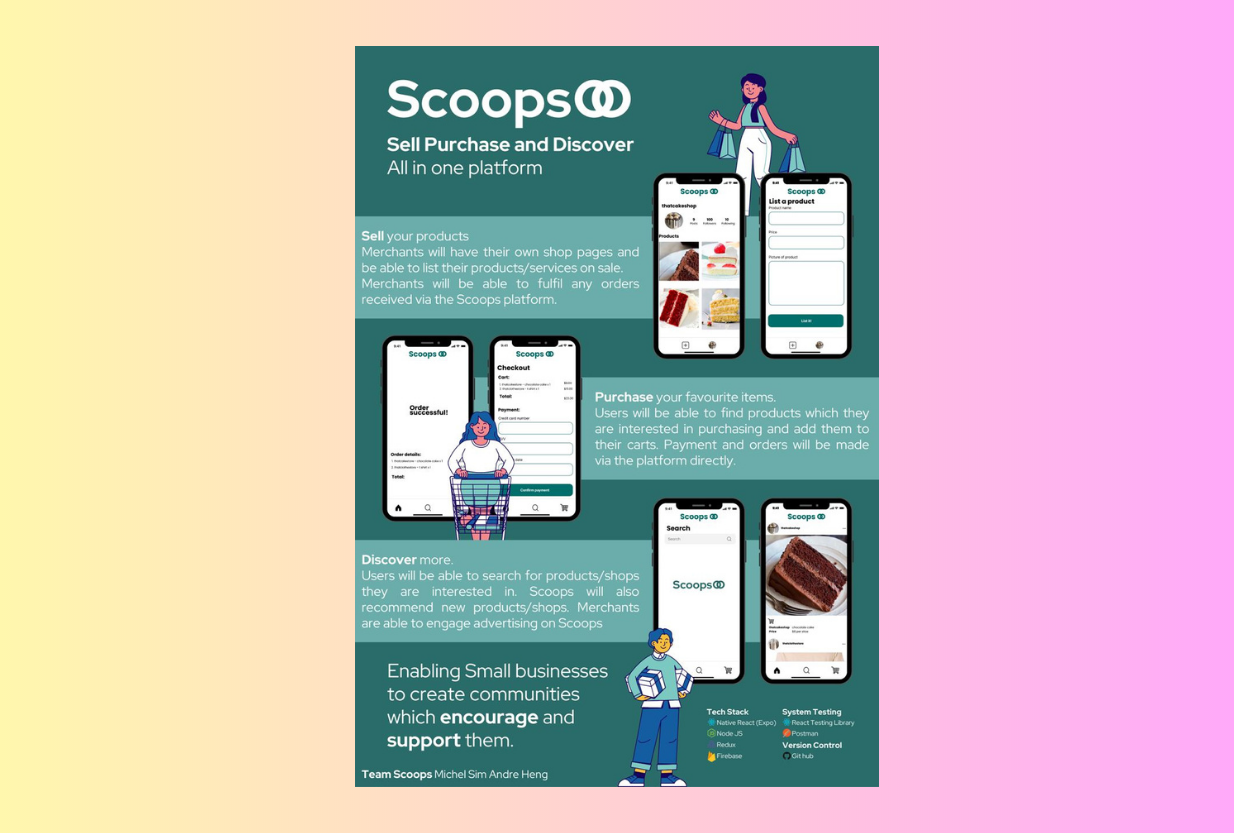 Scoops
Sell Purchase and Discover
All in one platform
Scoops
thatcakeshop
Posts
Followers
Following
Products
Scoops
List a product
Product name
Price
Picture of product
List it!
Sell your products
Merchants will have their own shop pages and
be able to list their products/services on sale.
Merchants will be able to fulfil any orders
received via the Scoops platform.
Scoops
Order
successful!
Order details:
Total:
Scoops
Checkout
Cart:
Total:
Payment:
Credit card number
Confirm payment
Purchase your favourite items.
Users will be able to find products which they
are interested in purchasing and add them to
their carts. Payment and orders will be made
via the platform directly.
Scoops
Search
Search
Scoops
Scoops
thatcakeshop
thatcakeshop chocolate cake
Price
Discover more.
Users will be able to search for products/shops
they are interested in. Scoops will also
recommend new products/shops. Merchants
are able to engage advertising on Scoops
Enabling Small businesses
to create communities
which encourage and
support them.
Tech Stack
Native React (Expo)
Node JS
Redux
Firebase
System Testing
React Testing Library
Postman
Version Control
Git hub
Team Scoops Michel Sim Andre Heng